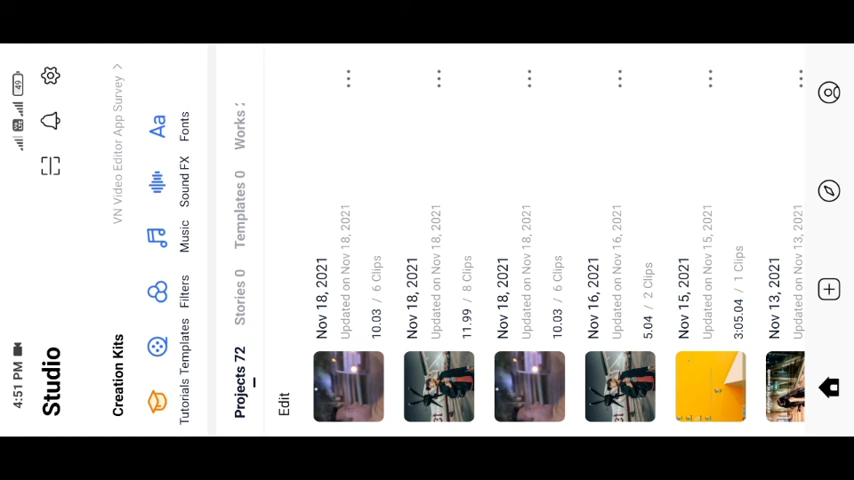 4:51 PM
49
Studio
Creation Kits
VN Video Editor App Survey >
Tutorials
Templates
Filters
Music
Sound FX
Aa
Fonts
Projects 72
Stories 0
Templates 0
Works
Edit
Nov 18, 2021
Updated on Nov 18, 2021
10.03 / 6 Clips
Nov 18, 2021
Updated on Nov 18, 2021
11.99 / 8 Clips
Nov 18, 2021
Updated on Nov 18, 2021
10.03 / 6 Clips
Nov 16, 2021
Updated on Nov 16, 2021
5.04 / 2 Clips
Nov 15, 2021
Updated on Nov 15, 2021
3:05.04 / 1 Clips
Nov 13, 2021
Updated on Nov 13, 2021